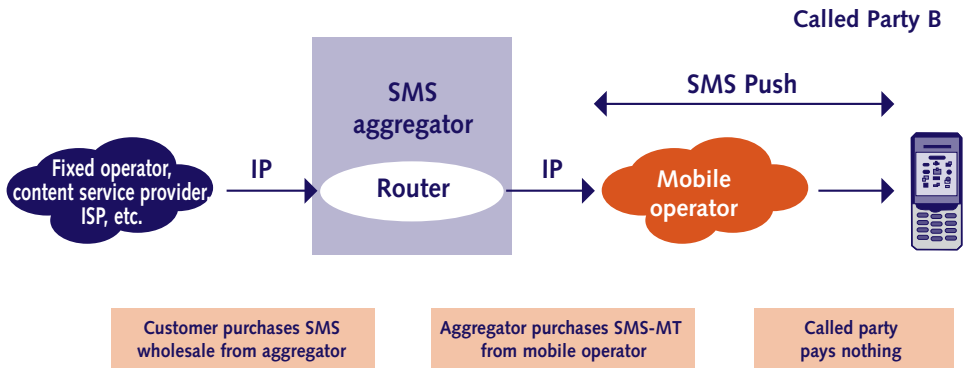 Called Party B
SMS
aggregator
SMS Push
Fixed operator,
content service provider,
ISP, etc.
IP
Router
IP
Mobile
operator
Customer purchases SMS
wholesale from aggregator
Aggregator purchases SMS-MT
from mobile operator
Called party
pays nothing